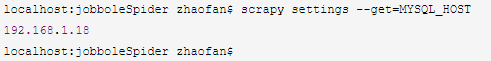 localhost:jobboleSpider zhaofan$ scrapy settings --get=MYSQL_HOST
192.168.1.18
localhost:jobboleSpider zhaofan$